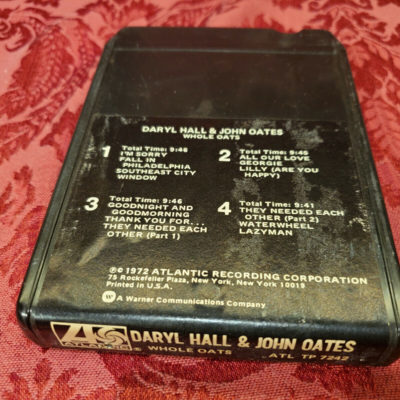 DARYL HALL & JOHN OATES
WHOLE OATS
1 Total Time: 9:46
I'M SORRY
FALL IN
PHILADELPHIA
SOUTHEAST CITY
WINDOW
2 Total Time: 9:45
ALL OUR LOVE
GEORGIE
LILLY (ARE YOU
HAPPY)
3 Total Time: 9:46
GOODNIGHT AND
GOODMORNING
THANK YOU FOR...
THEY NEEDED EACH
OTHER (Part 1)
4 Total Time: 9:41
THEY NEEDED EACH
OTHER (Part 2)
WATERWHEEL
LAZYMAN
℗©1972 ATLANTIC RECORDING CORPORATION
75 Rockefeller Plaza, New York, New York 10019
Printed in U.S.A.
A Warner Communications Company
ATLANTIC
DARYL HALL & JOHN OATES
WHOLE OATS ATL TP 7242